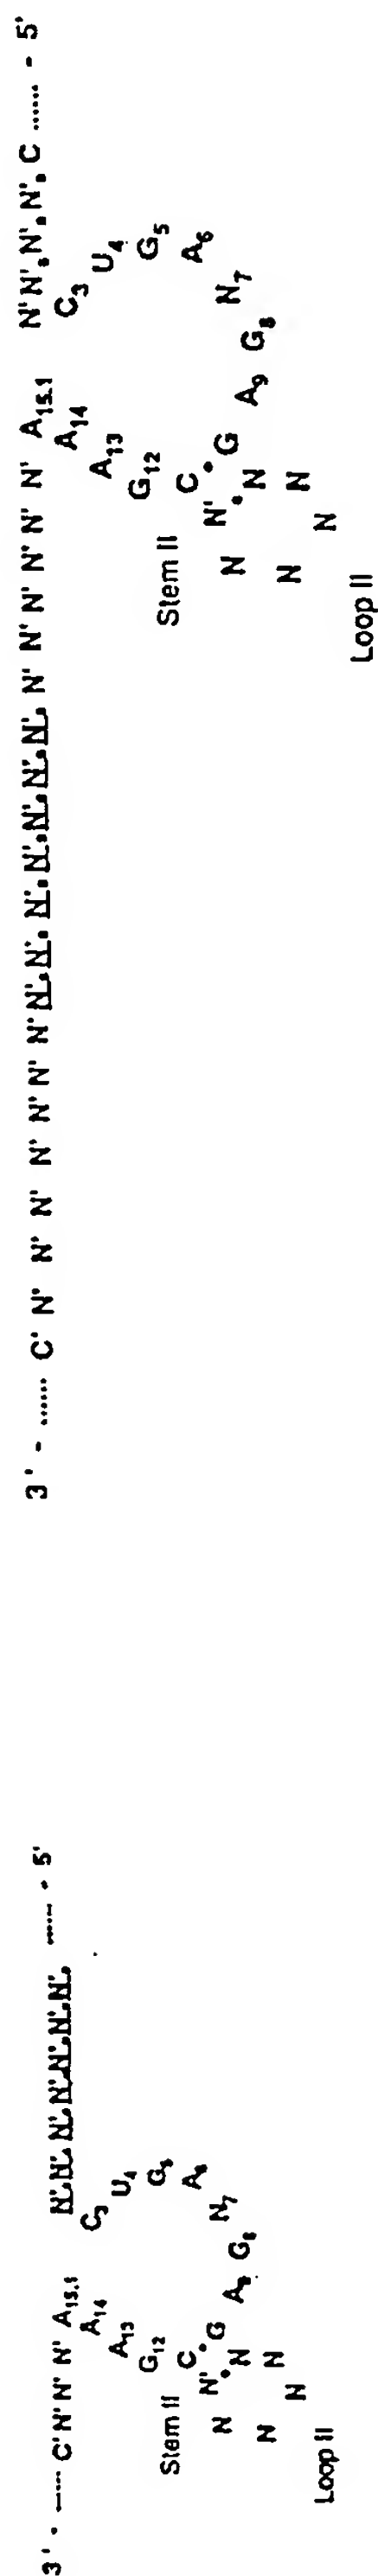 3' - ...... C' N' N' N' N' N' N' N' N'. N'. N'. N'. N'. N'. N'. N' N' N' N' N' N' A15.1 N' N'. N'. N'. C ...... - 5'
A14 C3
A13 U4
G12 G5
Stem II C • G A9 G8 N7 A6
N' • N
N N
N N
Loop II
3' - ------ C' N' N' N' A15.1 N'. N'. N'. N'. N'. N'. N'. ------ - 5'
A14 C3
A13 U4
G12 G5
Stem II C • G A9 G8 N7 A6
N' • N
N N
N N
Loop II